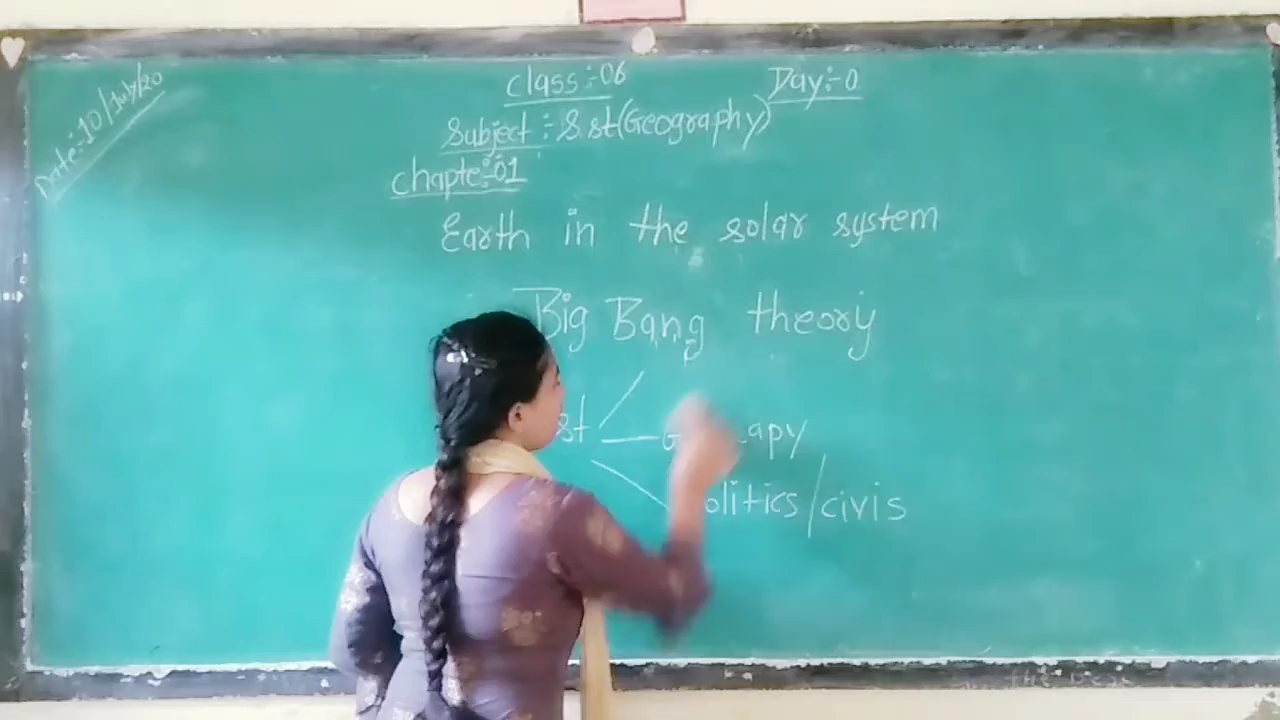 Date:-10/July/20
Class:-06
Day:-0
Subject:-S.st(Geography)
chapte:-01
Earth in the solar system
Big Bang theory
st
apy
olitics/civis